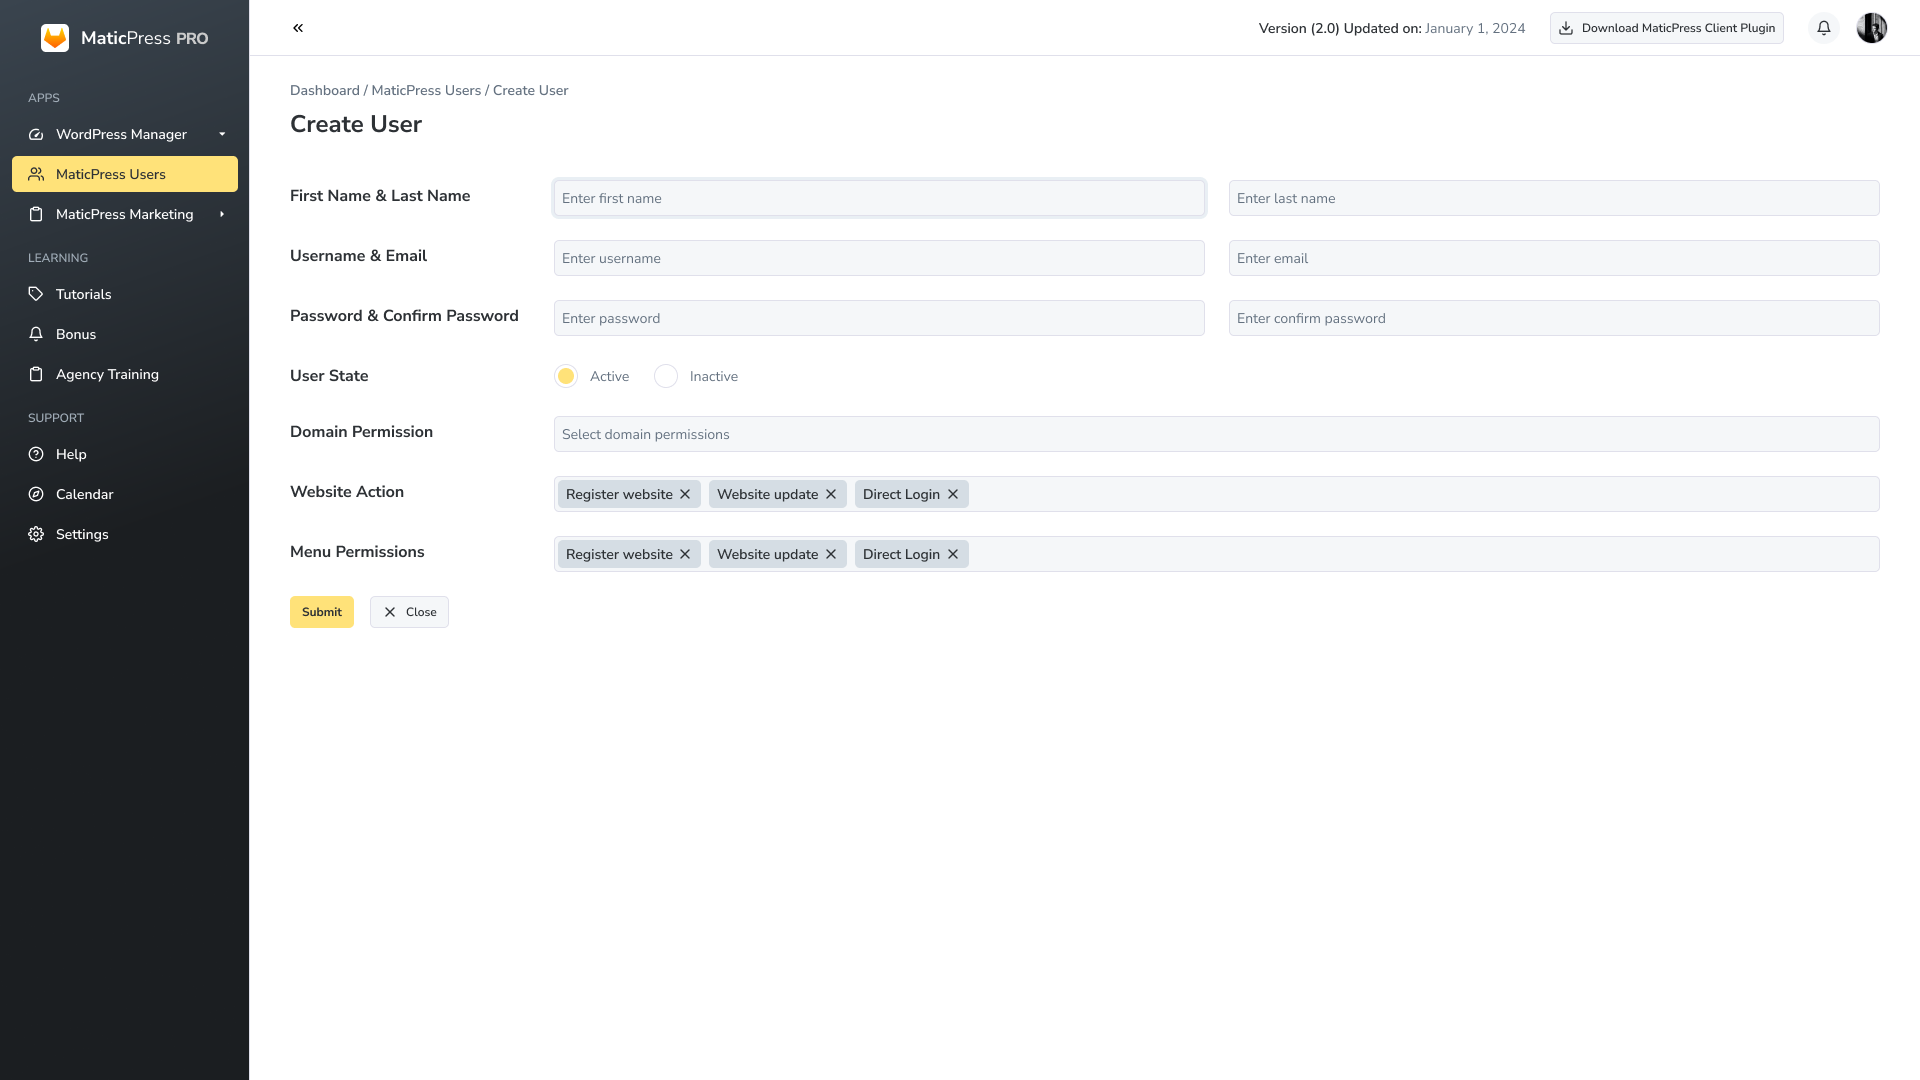 MaticPress PRO
Version (2.0) Updated on: January 1, 2024
Download MaticPress Client Plugin
APPS
WordPress Manager
MaticPress Users
MaticPress Marketing
LEARNING
Tutorials
Bonus
Agency Training
SUPPORT
Help
Calendar
Settings
Dashboard / MaticPress Users / Create User
Create User
First Name & Last Name
Enter first name
Enter last name
Username & Email
Enter username
Enter email
Password & Confirm Password
Enter password
Enter confirm password
User State
Active
Inactive
Domain Permission
Select domain permissions
Website Action
Register website
Website update
Direct Login
Menu Permissions
Register website
Website update
Direct Login
Submit
Close